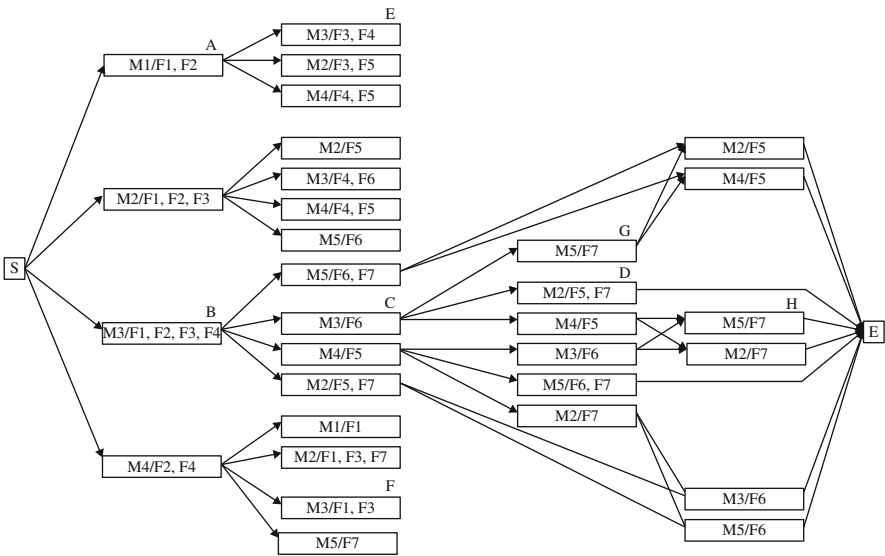 E
M3/F3, F4
A
M1/F1, F2
M2/F3, F5
M4/F4, F5
M2/F5
M2/F5
M3/F4, F6
M4/F5
M2/F1, F2, F3
M4/F4, F5
G
M5/F6
M5/F7
S
M5/F6, F7
D
M2/F5, F7
B
C
H
M3/F1, F2, F3, F4
M3/F6
M4/F5
M5/F7
E
M4/F5
M3/F6
M2/F7
M2/F5, F7
M5/F6, F7
M2/F7
M1/F1
M4/F2, F4
M2/F1, F3, F7
F
M3/F1, F3
M3/F6
M5/F7
M5/F6